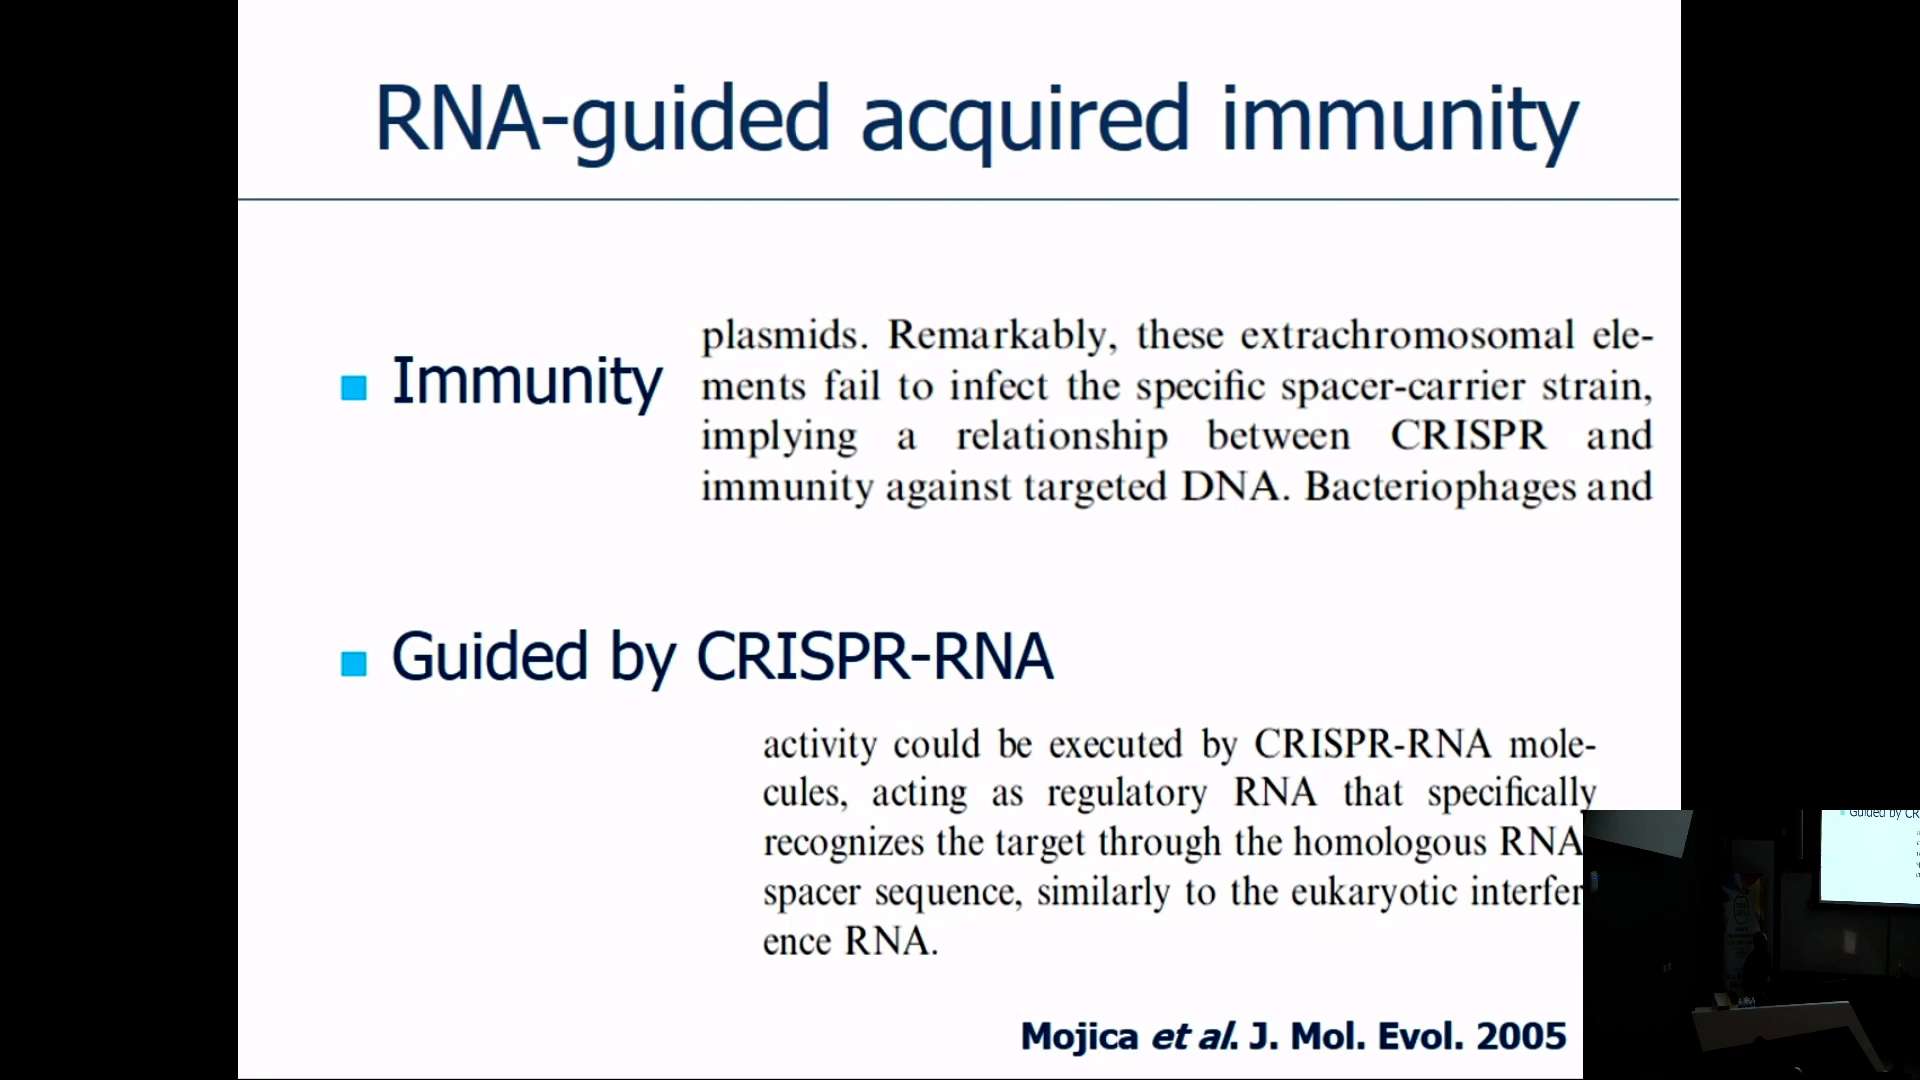 RNA-guided acquired immunity
Immunity
plasmids. Remarkably, these extrachromosomal ele-
ments fail to infect the specific spacer-carrier strain,
implying a relationship between CRISPR and
immunity against targeted DNA. Bacteriophages and
Guided by CRISPR-RNA
activity could be executed by CRISPR-RNA mole-
cules, acting as regulatory RNA that specifically
recognizes the target through the homologous RNA
spacer sequence, similarly to the eukaryotic interfer
ence RNA.
Mojica et al. J. Mol. Evol. 2005
Guided by CR